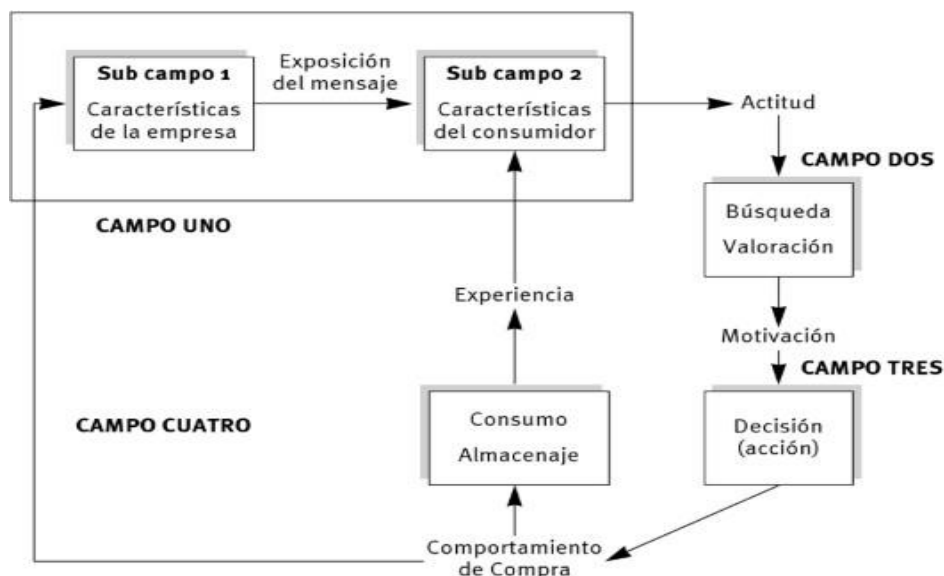 Sub campo 1
Características
de la empresa
Exposición
del mensaje
Sub campo 2
Características
del consumidor
Actitud
CAMPO DOS
Búsqueda
Valoración
CAMPO UNO
Experiencia
Motivación
CAMPO TRES
CAMPO CUATRO
Consumo
Almacenaje
Decisión
(acción)
Comportamiento
de Compra